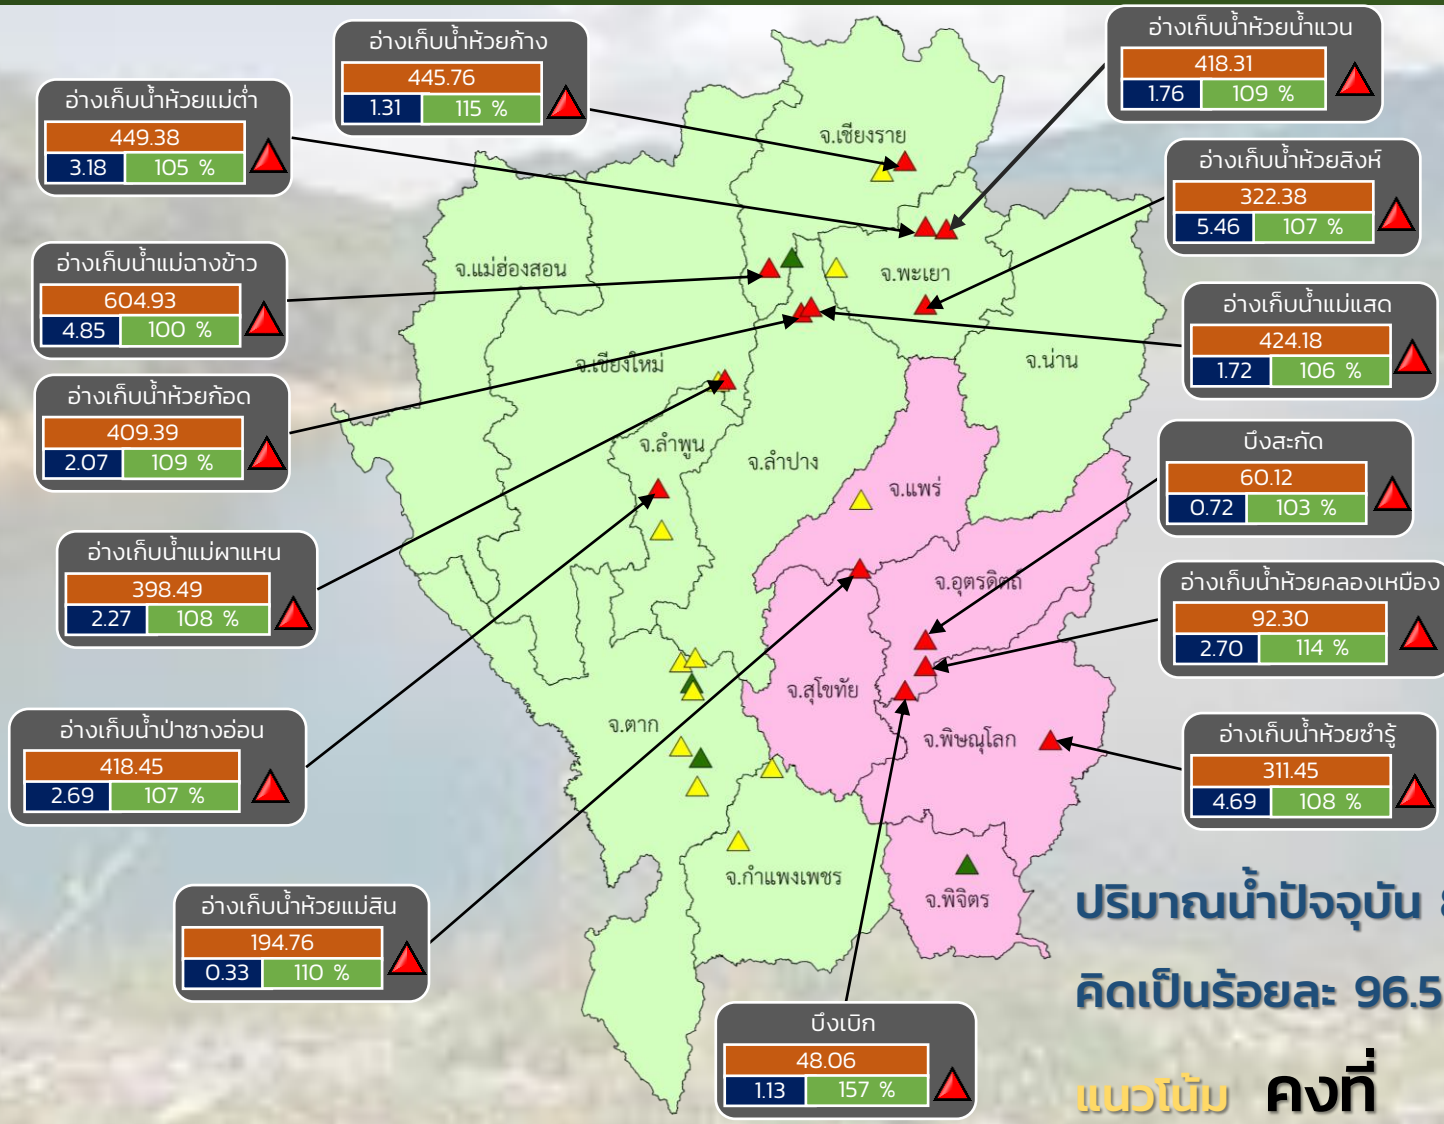 อ่างเก็บน้ำห้วยก้าง
445.76
1.31 115 %
อ่างเก็บน้ำห้วยน้ำแวน
418.31
1.76 109 %
อ่างเก็บน้ำห้วยแม่ต่ำ
449.38
3.18 105 %
อ่างเก็บน้ำห้วยสิงห์
322.38
5.46 107 %
อ่างเก็บน้ำแม่ฉางข้าว
604.93
4.85 100 %
อ่างเก็บน้ำแม่แสด
424.18
1.72 106 %
อ่างเก็บน้ำห้วยก้อด
409.39
2.07 109 %
บึงสะกัด
60.12
0.72 103 %
อ่างเก็บน้ำแม่ผาแหน
398.49
2.27 108 %
อ่างเก็บน้ำห้วยคลองเหมือง
92.30
2.70 114 %
อ่างเก็บน้ำป่าซางอ่อน
418.45
2.69 107 %
อ่างเก็บน้ำห้วยซำรู้
311.45
4.69 108 %
อ่างเก็บน้ำห้วยแม่สิน
194.76
0.33 110 %
บึงเบิก
48.06
1.13 157 %
จ.เชียงราย
จ.แม่ฮ่องสอน
จ.พะเยา
จ.เชียงใหม่
จ.น่าน
จ.ลำพูน
จ.ลำปาง
จ.แพร่
จ.อุตรดิตถ์
จ.สุโขทัย
จ.ตาก
จ.พิษณุโลก
จ.กำแพงเพชร
จ.พิจิตร
ปริมาณน้ำปัจจุบัน
คิดเป็นร้อยละ 96.5
แนวโน้ม คงที่